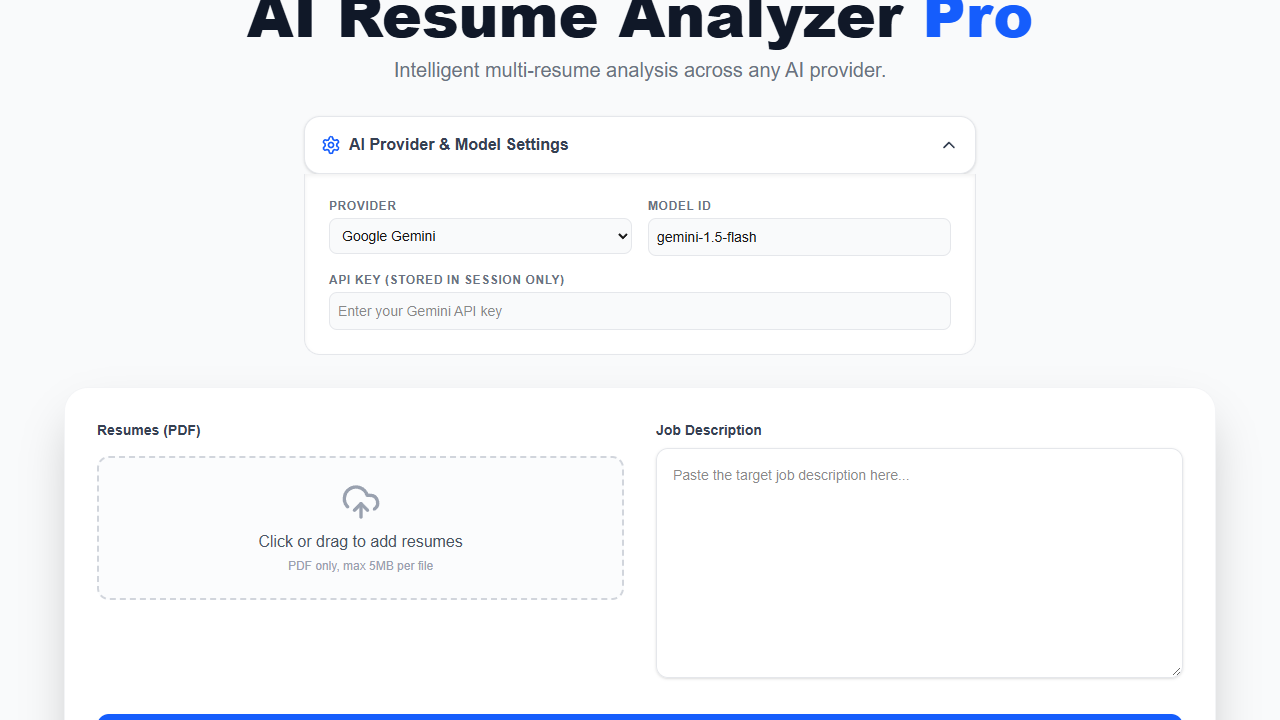 AI Resume Analyzer Pro
Intelligent multi-resume analysis across any AI provider.
AI Provider & Model Settings
PROVIDER
MODEL ID
Google Gemini
gemini-1.5-flash
API KEY (STORED IN SESSION ONLY)
Enter your Gemini API key
Resumes (PDF)
Job Description
Click or drag to add resumes
PDF only, max 5MB per file
Paste the target job description here...